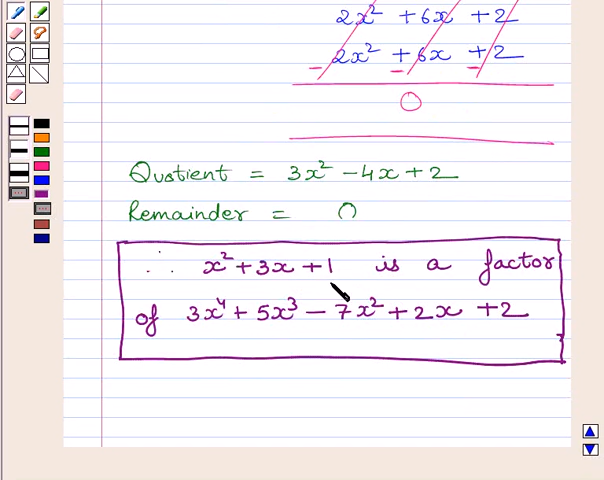 2x² + 6x + 2
2x² + 6x + 2
− − −
0
Quotient = 3x² − 4x + 2
Remainder = 0
∴ x² + 3x + 1 is a factor
of 3x⁴ + 5x³ − 7x² + 2x + 2